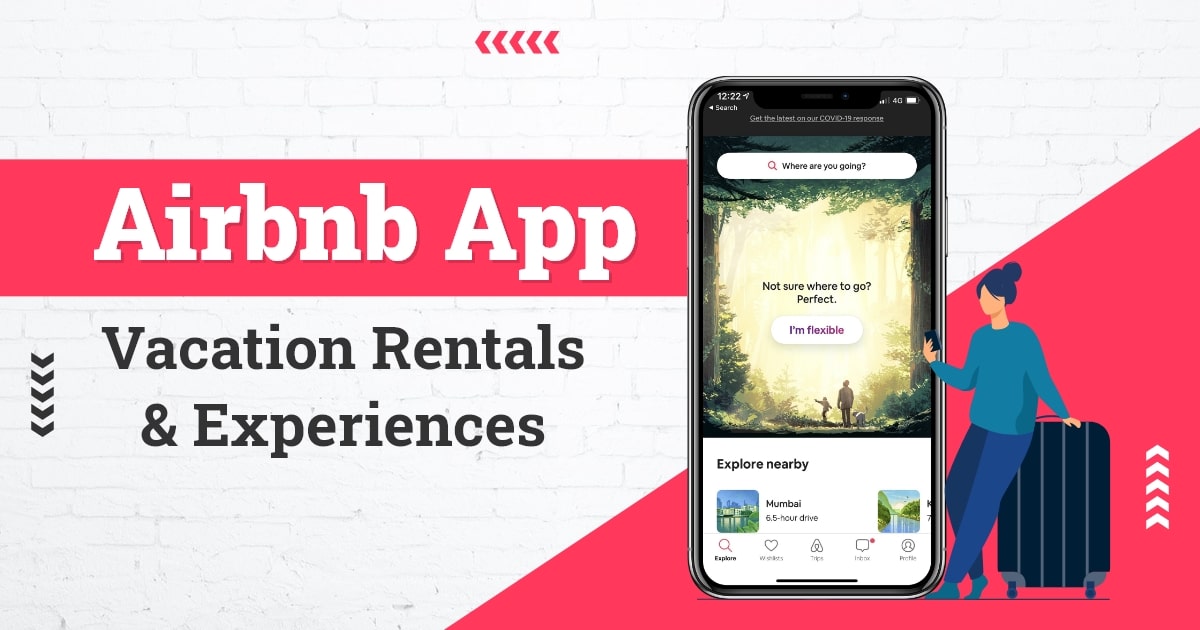 Airbnb App
Vacation Rentals
& Experiences
12:22
4G
Search
Get the latest on our COVID-19 response
Where are you going?
Not sure where to go?
Perfect.
I'm flexible
Explore nearby
Mumbai
6.5-hour drive
K
7
Explore
Wishlists
Trips
Inbox
Profile